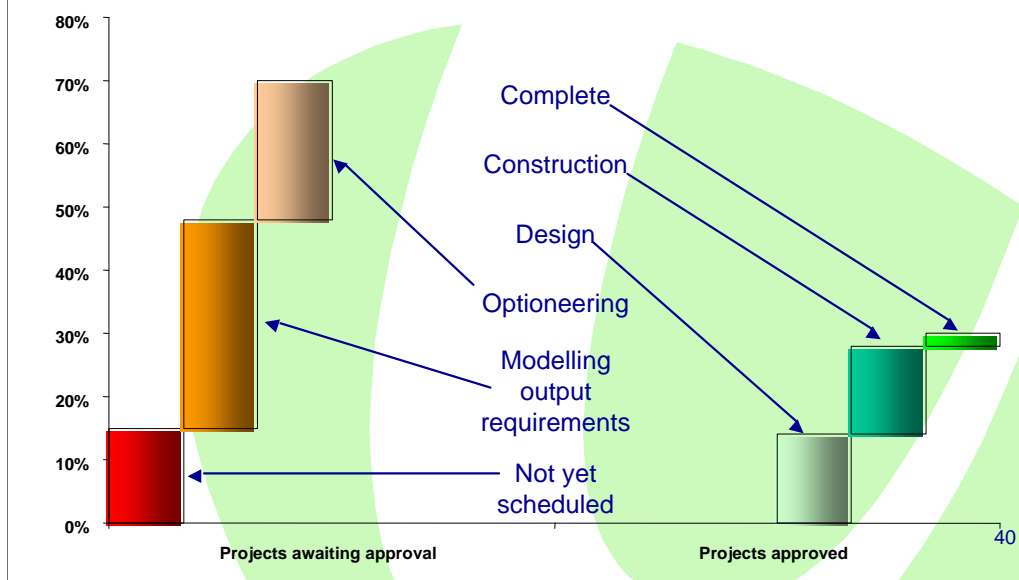 80%
70%
60%
50%
40%
30%
20%
10%
0%
Complete
Construction
Design
Optioneering
Modelling
output
requirements
Not yet
scheduled
Projects awaiting approval
Projects approved
40